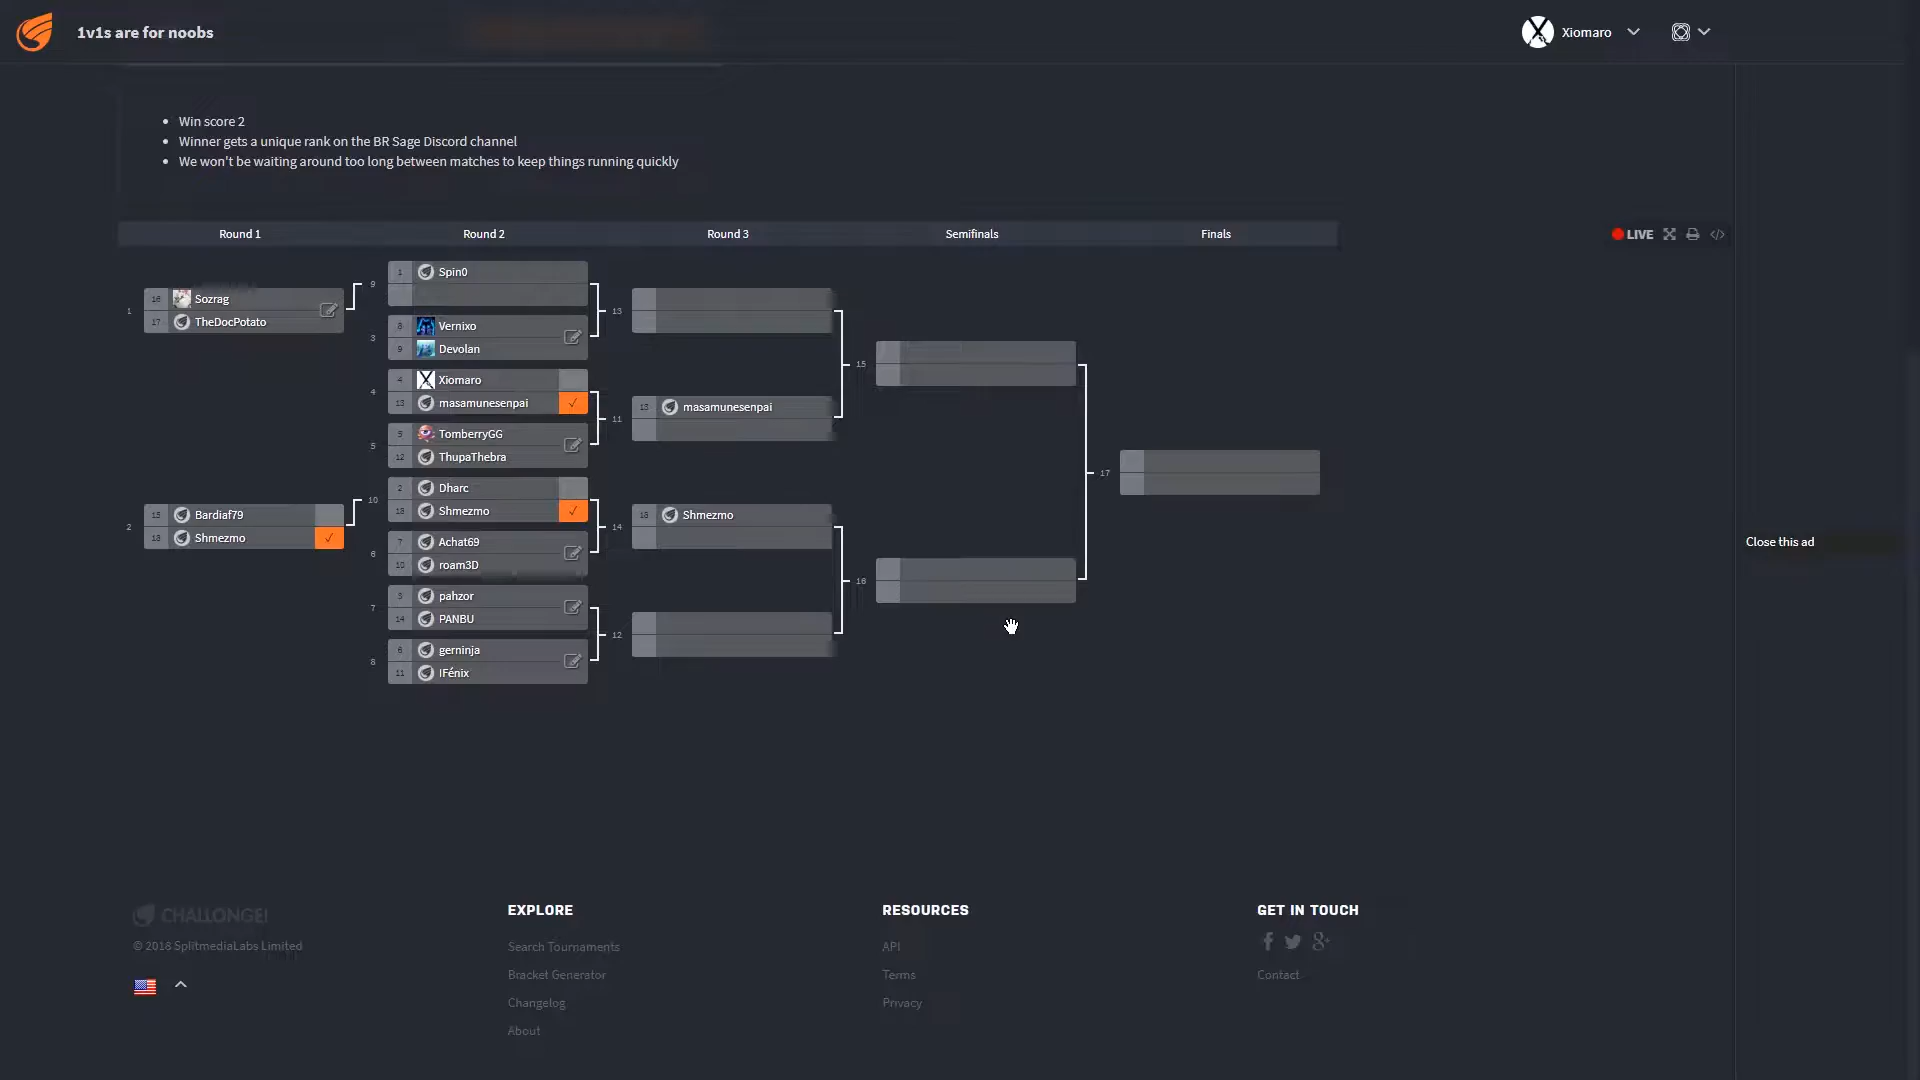 1v1s are for noobs
Xiomaro
Win score 2
Winner gets a unique rank on the BR Sage Discord channel
We won't be waiting around too long between matches to keep things running quickly
Round 1
Round 2
Round 3
Semifinals
Finals
LIVE
1
16 Sozrag
17 TheDocPotato
2
15 Bardiaf79
18 Shmezmo
9
1 Spin0
3
8 Vernixo
9 Devolan
4
4 Xiomaro
13 masamunesenpai
5
5 TomberryGG
12 ThupaThebra
10
2 Dharc
18 Shmezmo
6
7 Achat69
10 roam3D
7
3 pahzor
14 PANBU
8
6 gerninja
11 IFénix
13
11
13 masamunesenpai
14
18 Shmezmo
12
15
16
17
Close this ad
CHALLONGE!
© 2018 SplitmediaLabs Limited
EXPLORE
Search Tournaments
Bracket Generator
Changelog
About
RESOURCES
API
Terms
Privacy
GET IN TOUCH
Contact